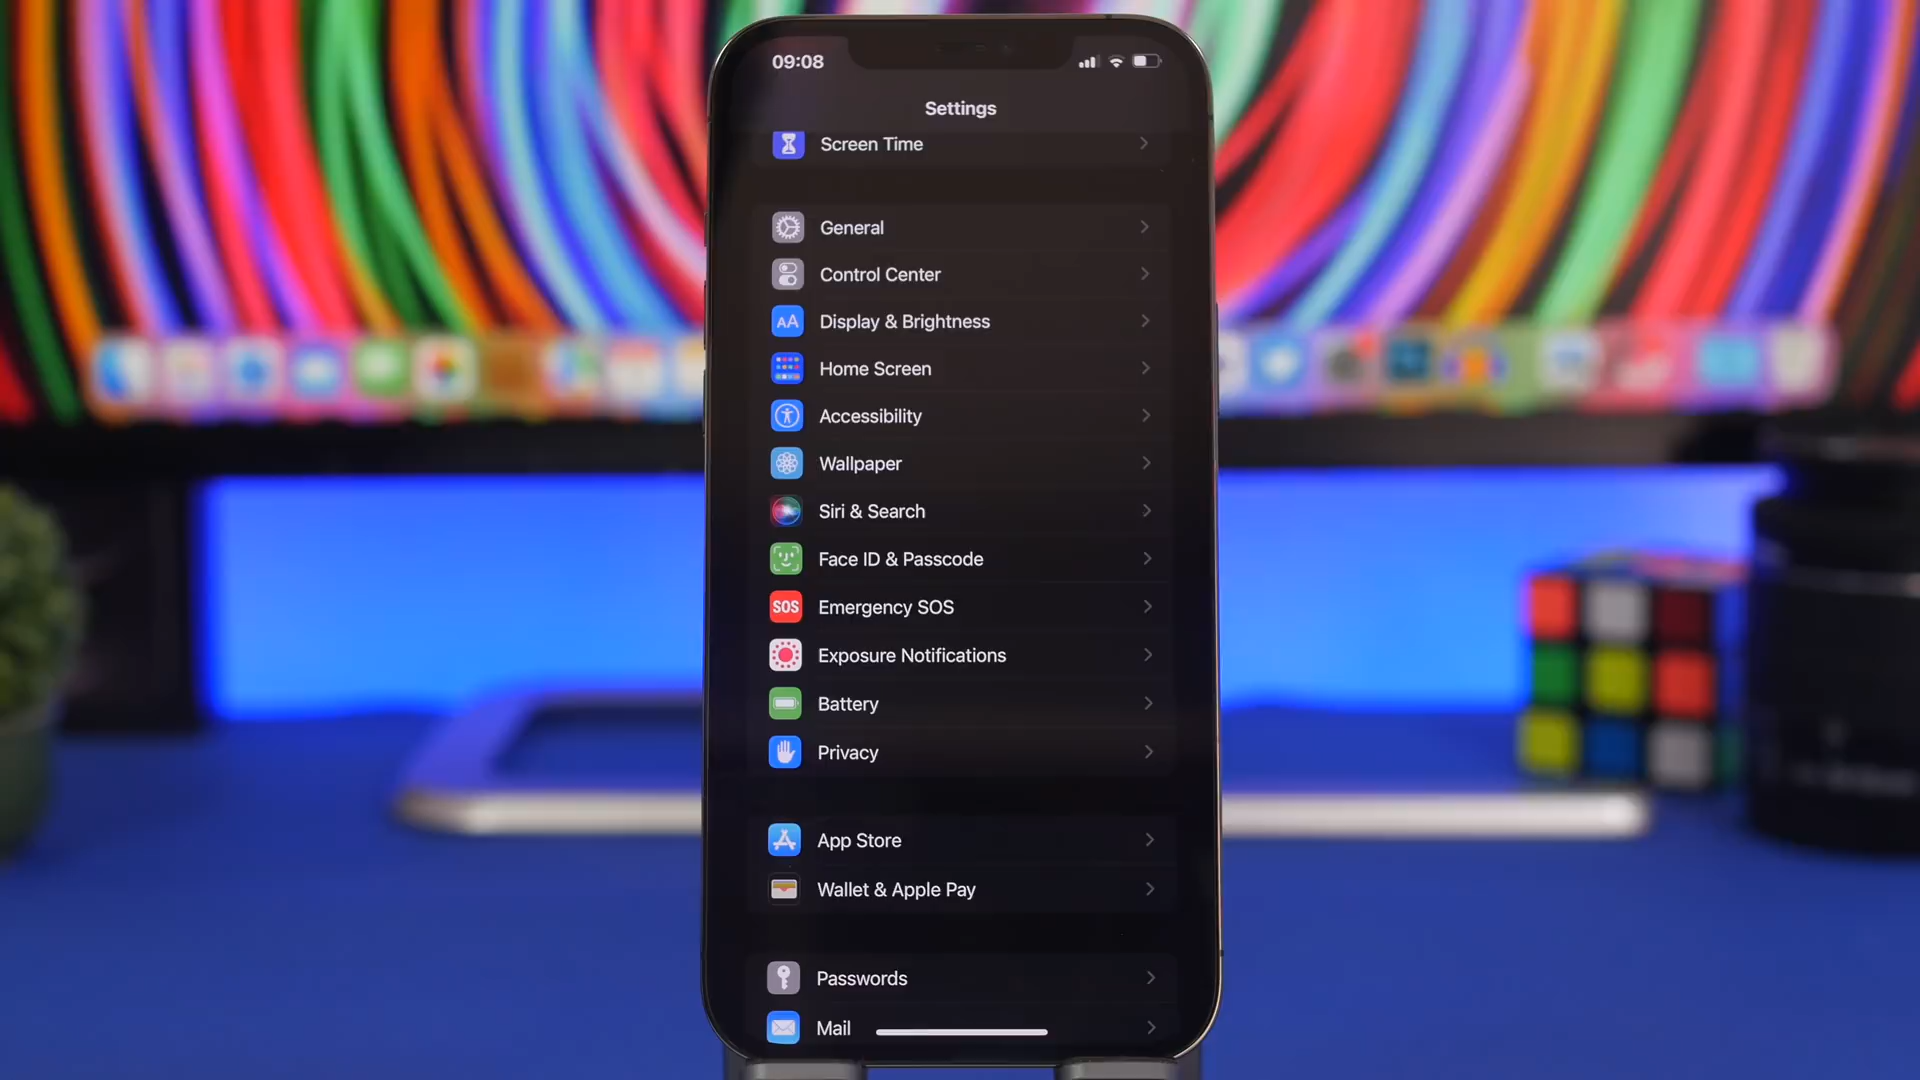 09:08
Settings
Screen Time
General
Control Center
AA Display & Brightness
Home Screen
Accessibility
Wallpaper
Siri & Search
Face ID & Passcode
SOS Emergency SOS
Exposure Notifications
Battery
Privacy
App Store
Wallet & Apple Pay
Passwords
Mail